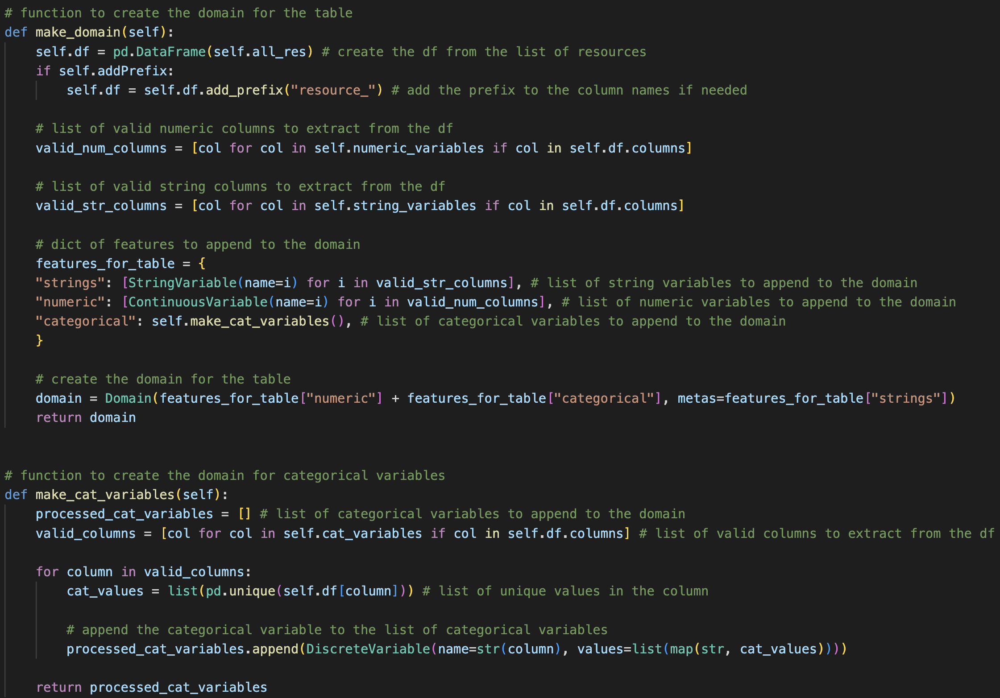 # function to create the domain for the table
def make_domain(self):
    self.df = pd.DataFrame(self.all_res) # create the df from the list of resources
    if self.addPrefix:
        self.df = self.df.add_prefix("resource_") # add the prefix to the column names if needed

    # list of valid numeric columns to extract from the df
    valid_num_columns = [col for col in self.numeric_variables if col in self.df.columns]

    # list of valid string columns to extract from the df
    valid_str_columns = [col for col in self.string_variables if col in self.df.columns]

    # dict of features to append to the domain
    features_for_table = {
    "strings": [StringVariable(name=i) for i in valid_str_columns], # list of string variables to append to the domain
    "numeric": [ContinuousVariable(name=i) for i in valid_num_columns], # list of numeric variables to append to the domain
    "categorical": self.make_cat_variables(), # list of categorical variables to append to the domain
    }

    # create the domain for the table
    domain = Domain(features_for_table["numeric"] + features_for_table["categorical"], metas=features_for_table["strings"])
    return domain


# function to create the domain for categorical variables
def make_cat_variables(self):
    processed_cat_variables = [] # list of categorical variables to append to the domain
    valid_columns = [col for col in self.cat_variables if col in self.df.columns] # list of valid columns to extract from the df

    for column in valid_columns:
        cat_values = list(pd.unique(self.df[column])) # list of unique values in the column

        # append the categorical variable to the list of categorical variables
        processed_cat_variables.append(DiscreteVariable(name=str(column), values=list(map(str, cat_values))))

    return processed_cat_variables